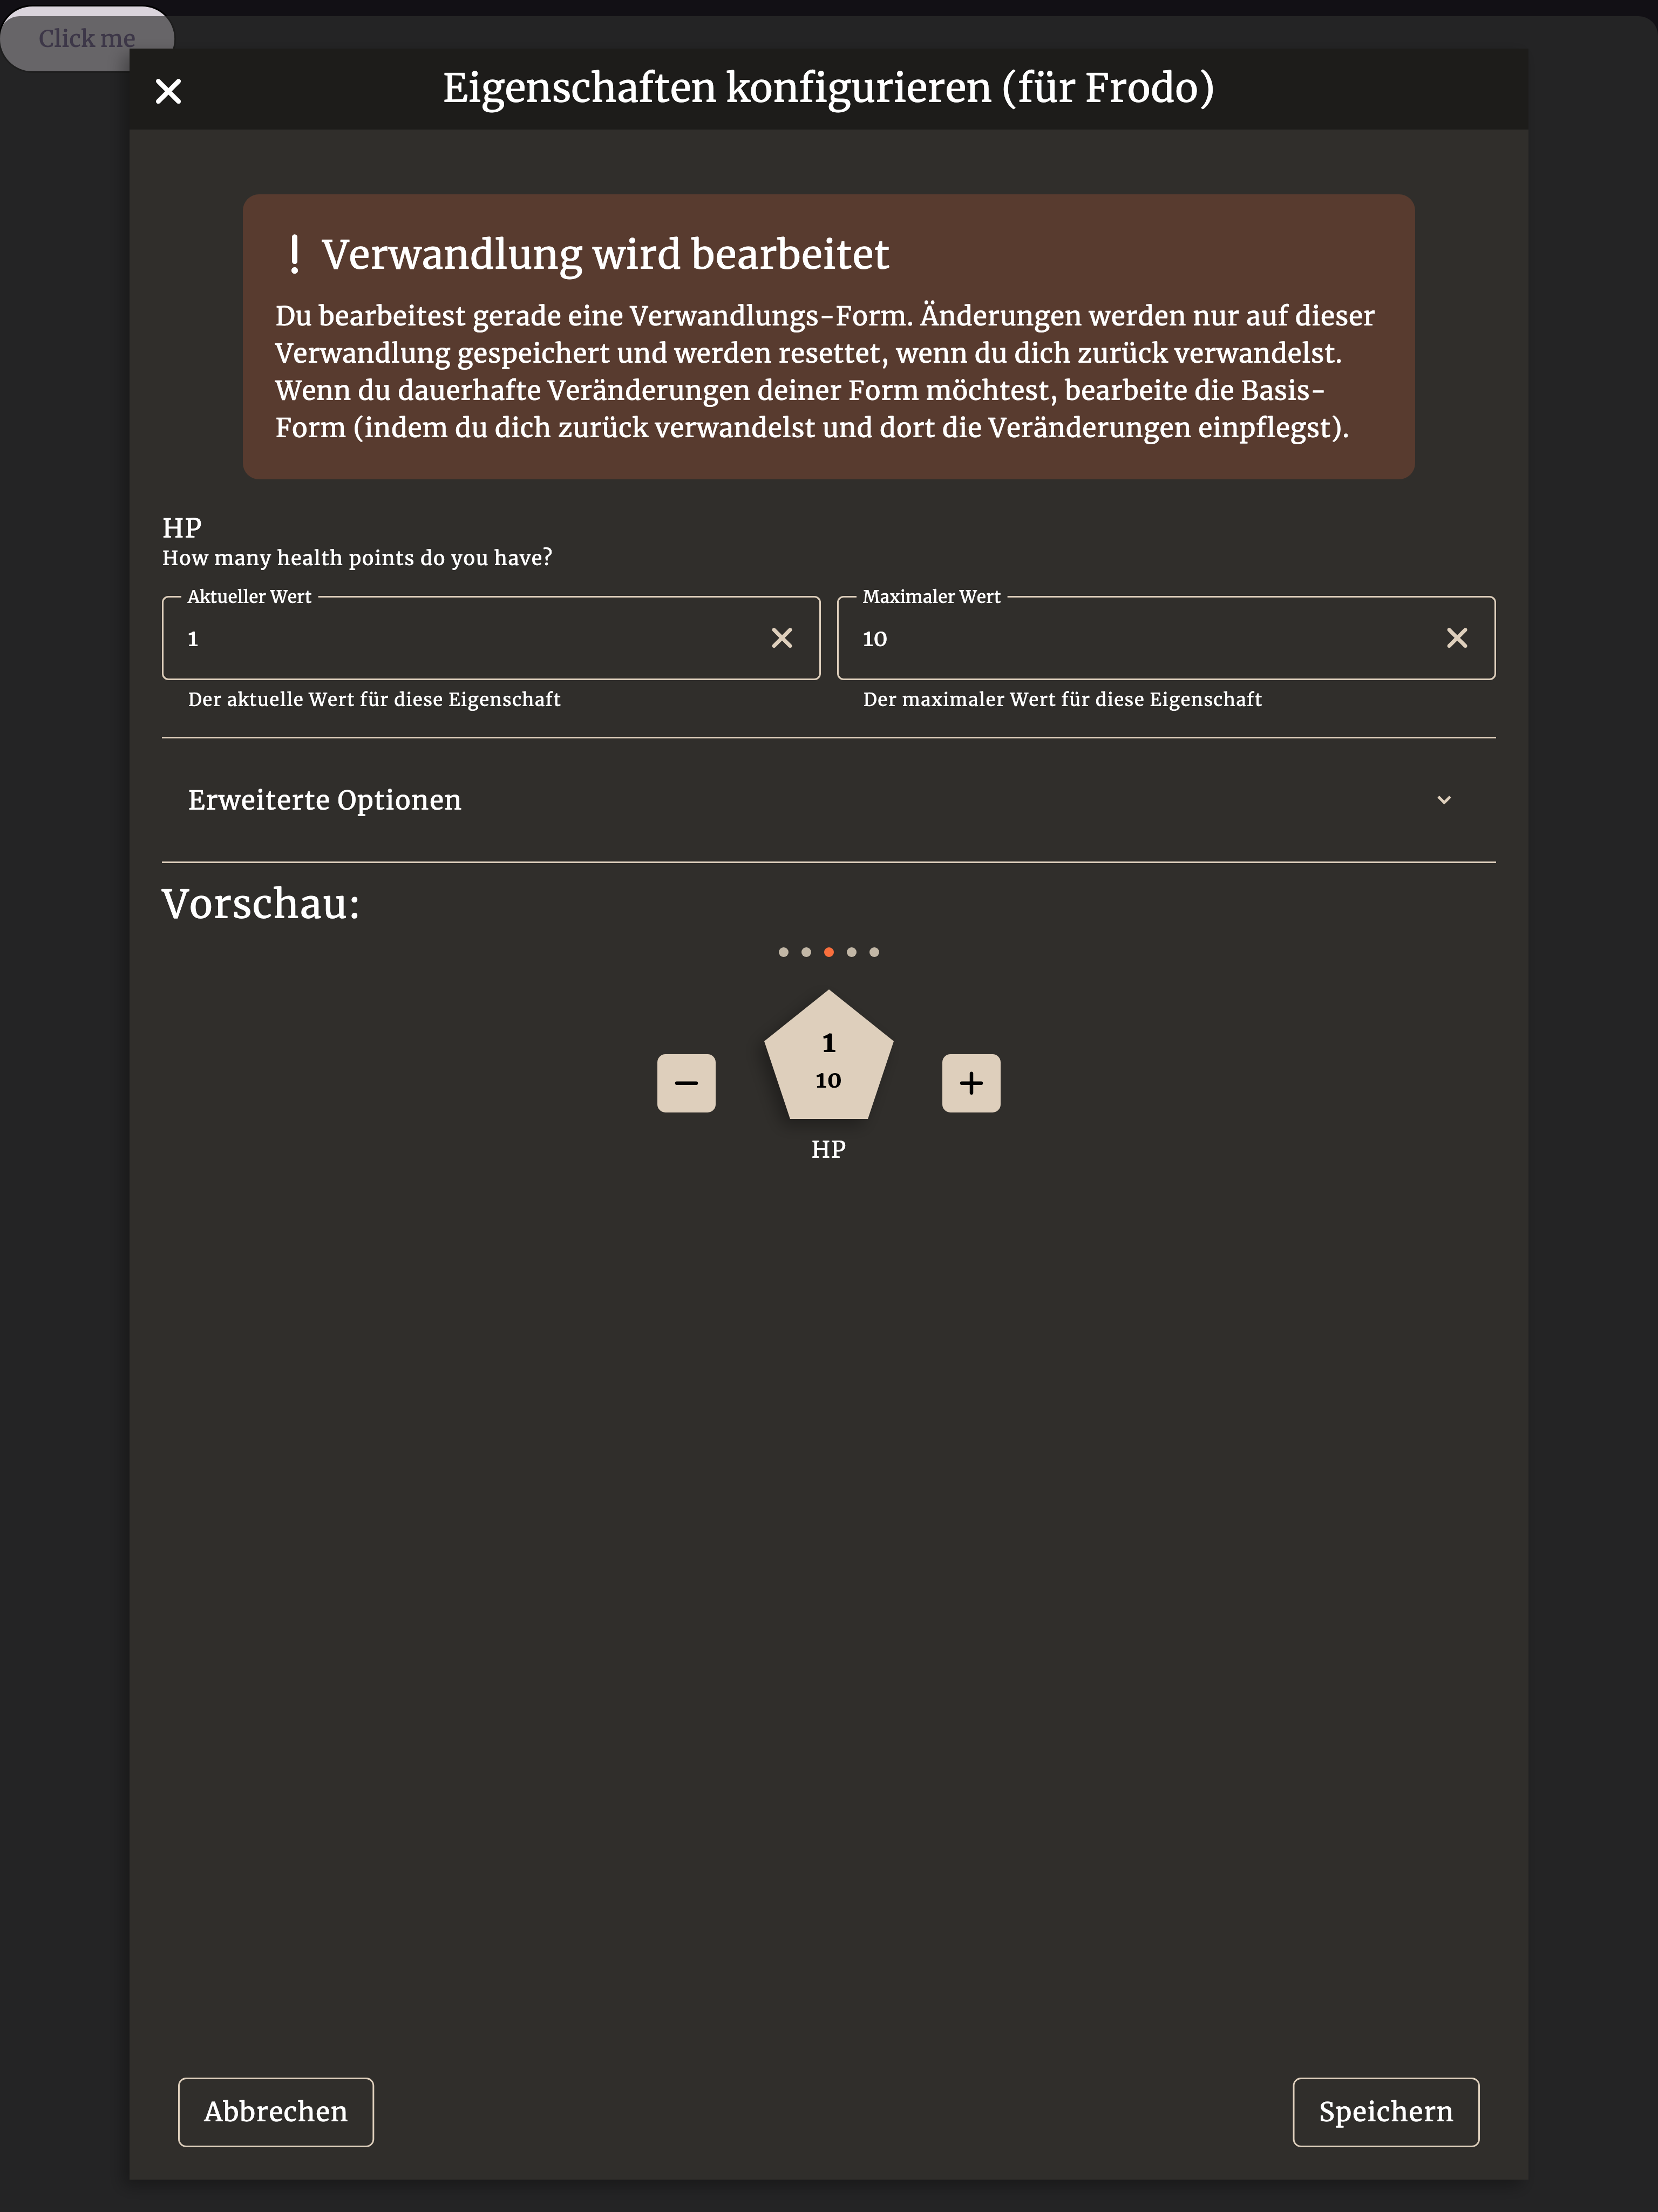 Click me
Eigenschaften konfigurieren (für Frodo)
! Verwandlung wird bearbeitet
Du bearbeitest gerade eine Verwandlungs-Form. Änderungen werden nur auf dieser
Verwandlung gespeichert und werden resettet, wenn du dich zurück verwandelst.
Wenn du dauerhafte Veränderungen deiner Form möchtest, bearbeite die Basis-
Form (indem du dich zurück verwandelst und dort die Veränderungen einpflegst).
HP
How many health points do you have?
Aktueller Wert
1
Der aktuelle Wert für diese Eigenschaft
Maximaler Wert
10
Der maximaler Wert für diese Eigenschaft
Erweiterte Optionen
Vorschau:
1
10
HP
Abbrechen
Speichern